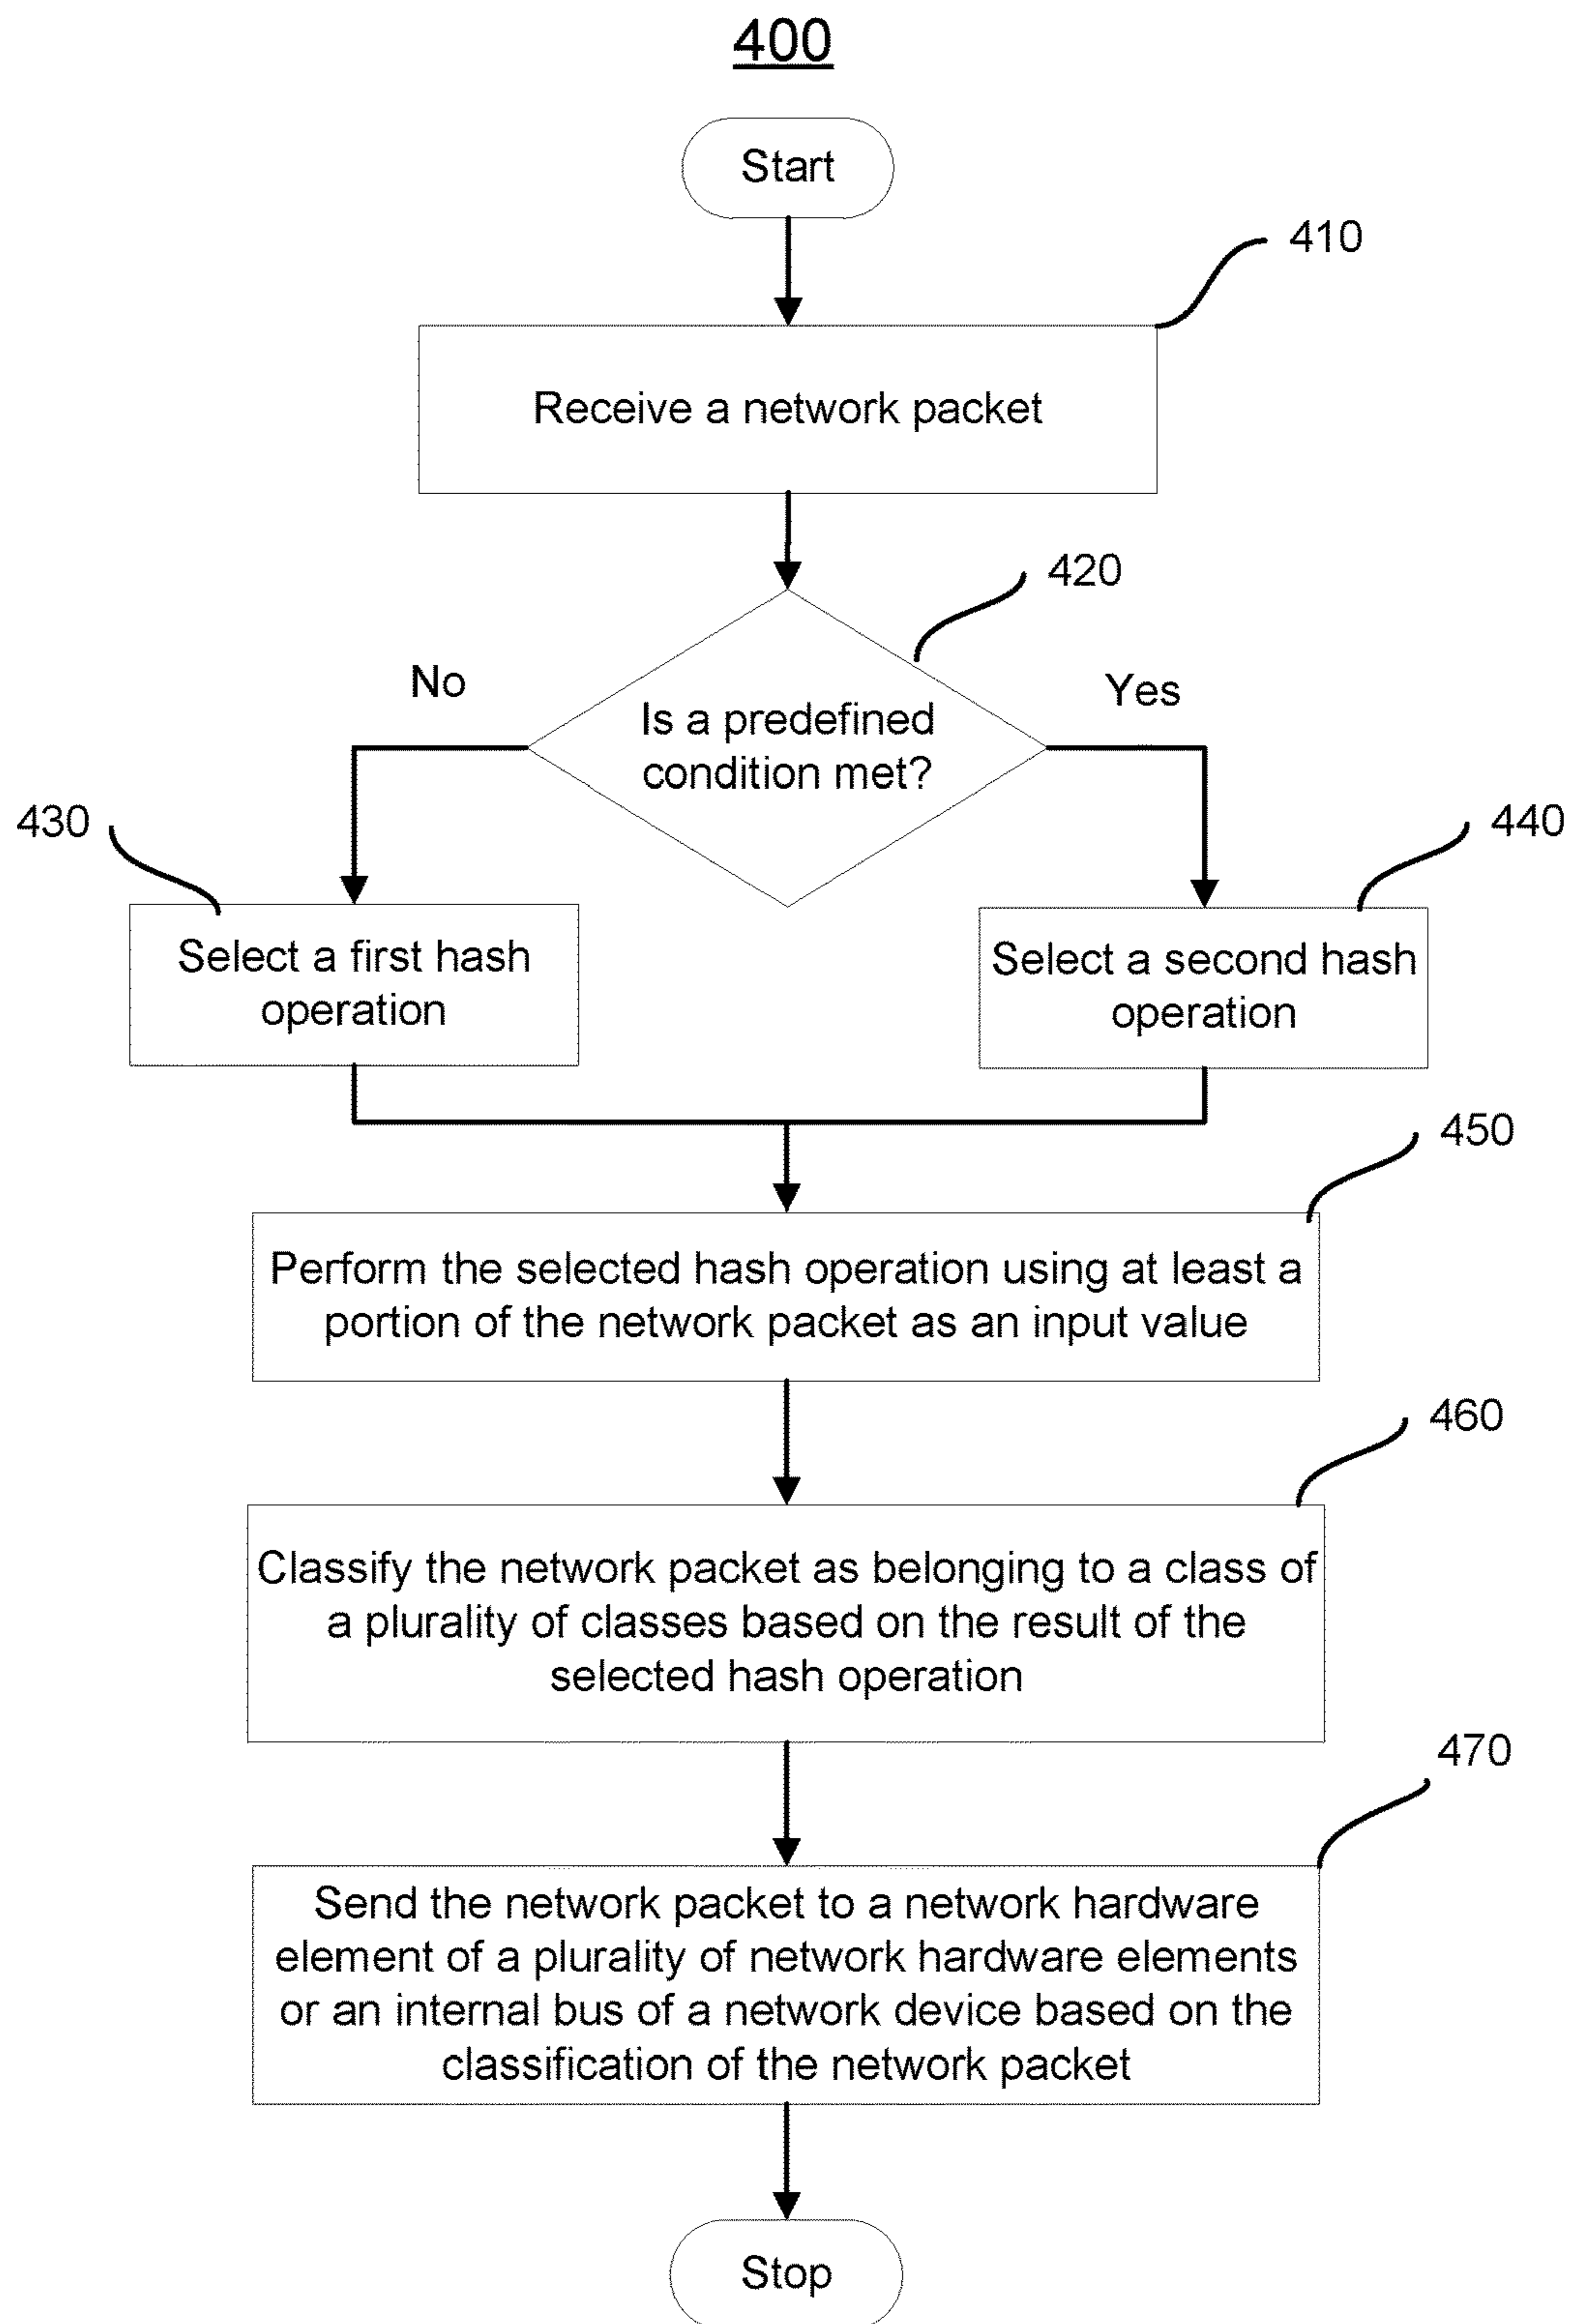 400
Start
410
Receive a network packet
420
No
Yes
Is a predefined
condition met?
430
440
Select a first hash
operation
Select a second hash
operation
450
Perform the selected hash operation using at least a
portion of the network packet as an input value
460
Classify the network packet as belonging to a class of
a plurality of classes based on the result of the
selected hash operation
470
Send the network packet to a network hardware
element of a plurality of network hardware elements
or an internal bus of a network device based on the
classification of the network packet
Stop